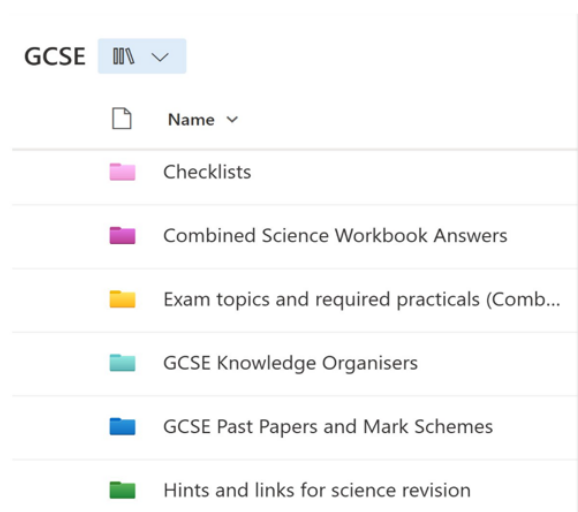 GCSE
Name
Checklists
Combined Science Workbook Answers
Exam topics and required practicals (Comb...
GCSE Knowledge Organisers
GCSE Past Papers and Mark Schemes
Hints and links for science revision